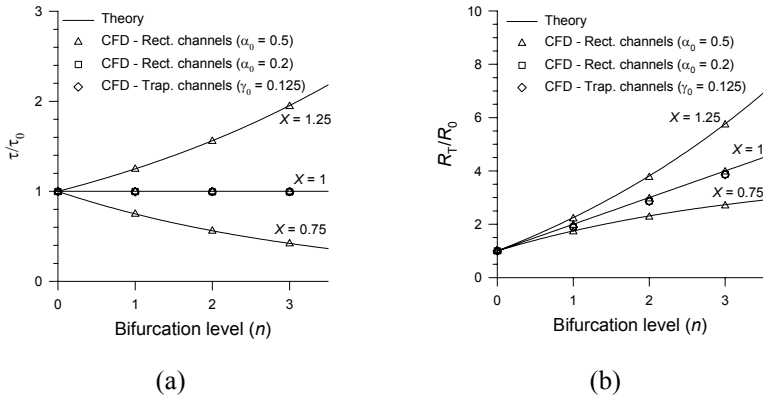 Theory
CFD - Rect. channels (α₀ = 0.5)
CFD - Rect. channels (α₀ = 0.2)
CFD - Trap. channels (γ₀ = 0.125)
3
2
1
0
τ/τ₀
X = 1.25
X = 1
X = 0.75
0 1 2 3
Bifurcation level (n)
(a)
Theory
CFD - Rect. channels (α₀ = 0.5)
CFD - Rect. channels (α₀ = 0.2)
CFD - Trap. channels (γ₀ = 0.125)
10
8
6
4
2
0
R_T/R₀
X = 1.25
X = 1
X = 0.75
0 1 2 3
Bifurcation level (n)
(b)